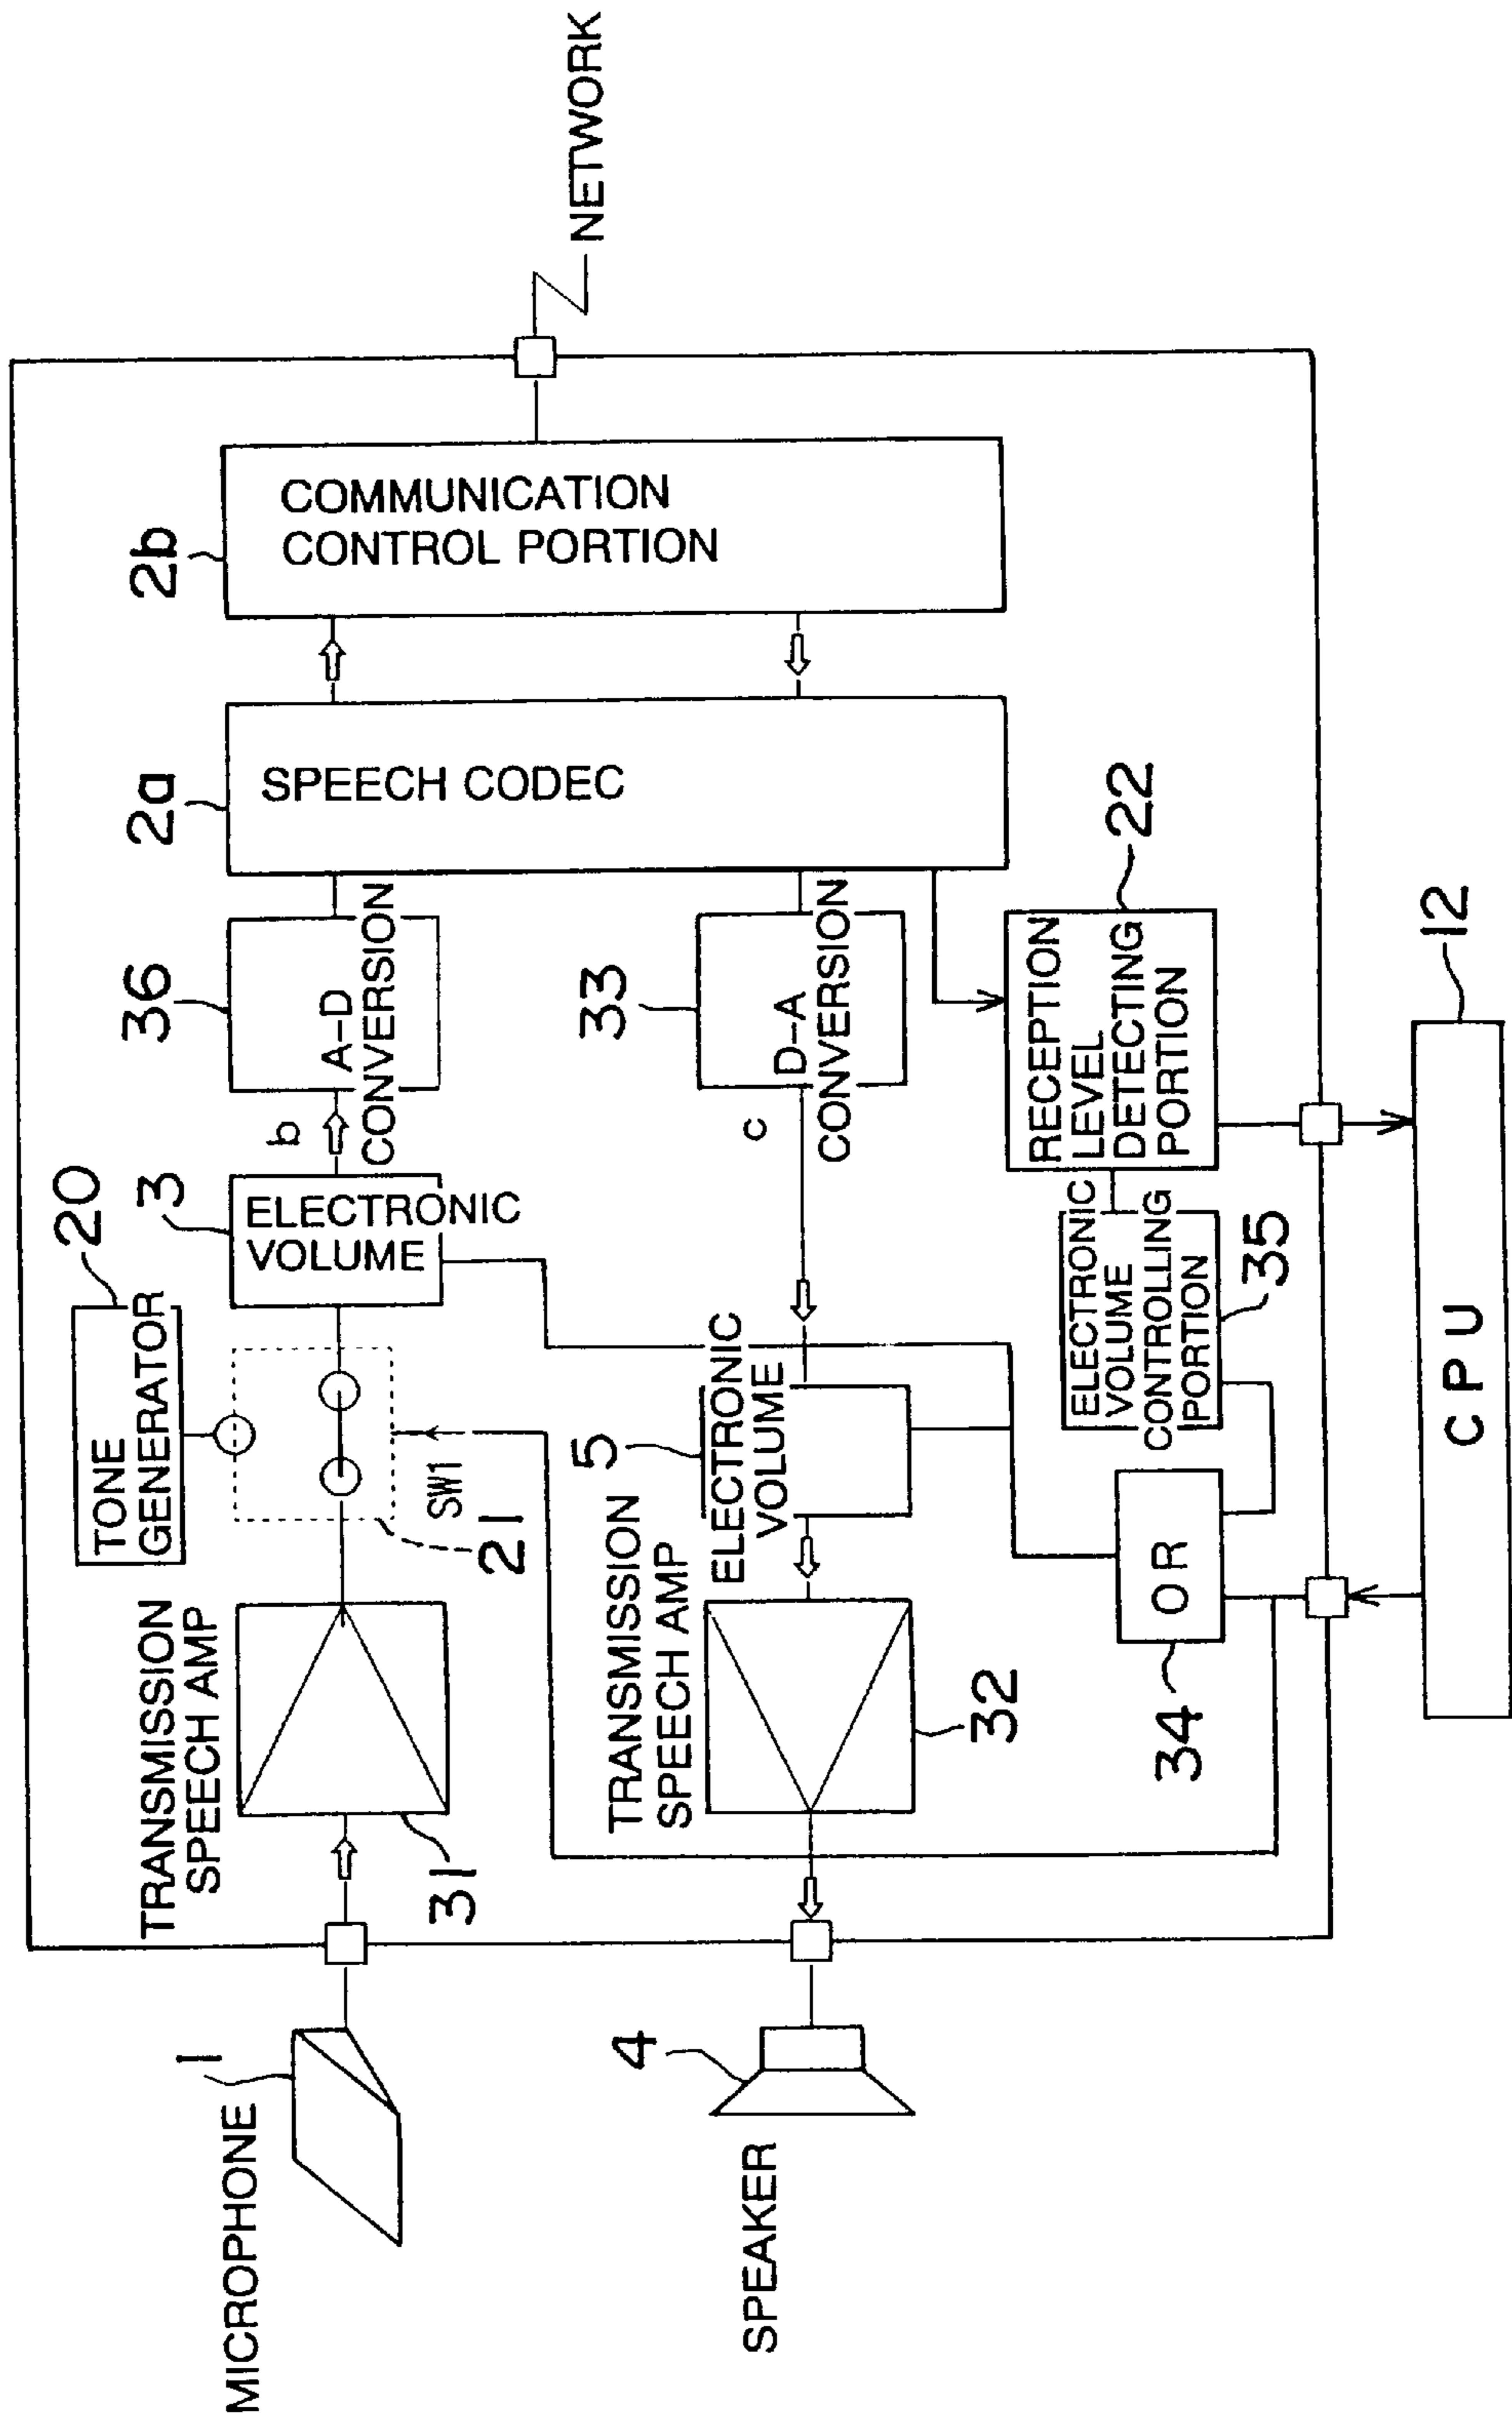 MICROPHONE
1
TRANSMISSION
SPEECH AMP
31
TONE
GENERATOR
20
21
SW1
ELECTRONIC
VOLUME
3
b
A-D
CONVERSION
36
SPEECH CODEC
2a
COMMUNICATION
CONTROL PORTION
2b
NETWORK
SPEAKER
4
TRANSMISSION
SPEECH AMP
32
ELECTRONIC
VOLUME
5
c
D-A
CONVERSION
33
RECEPTION
LEVEL
DETECTING
PORTION
22
ELECTRONIC
VOLUME
CONTROLLING
PORTION
35
OR
34
CPU
12